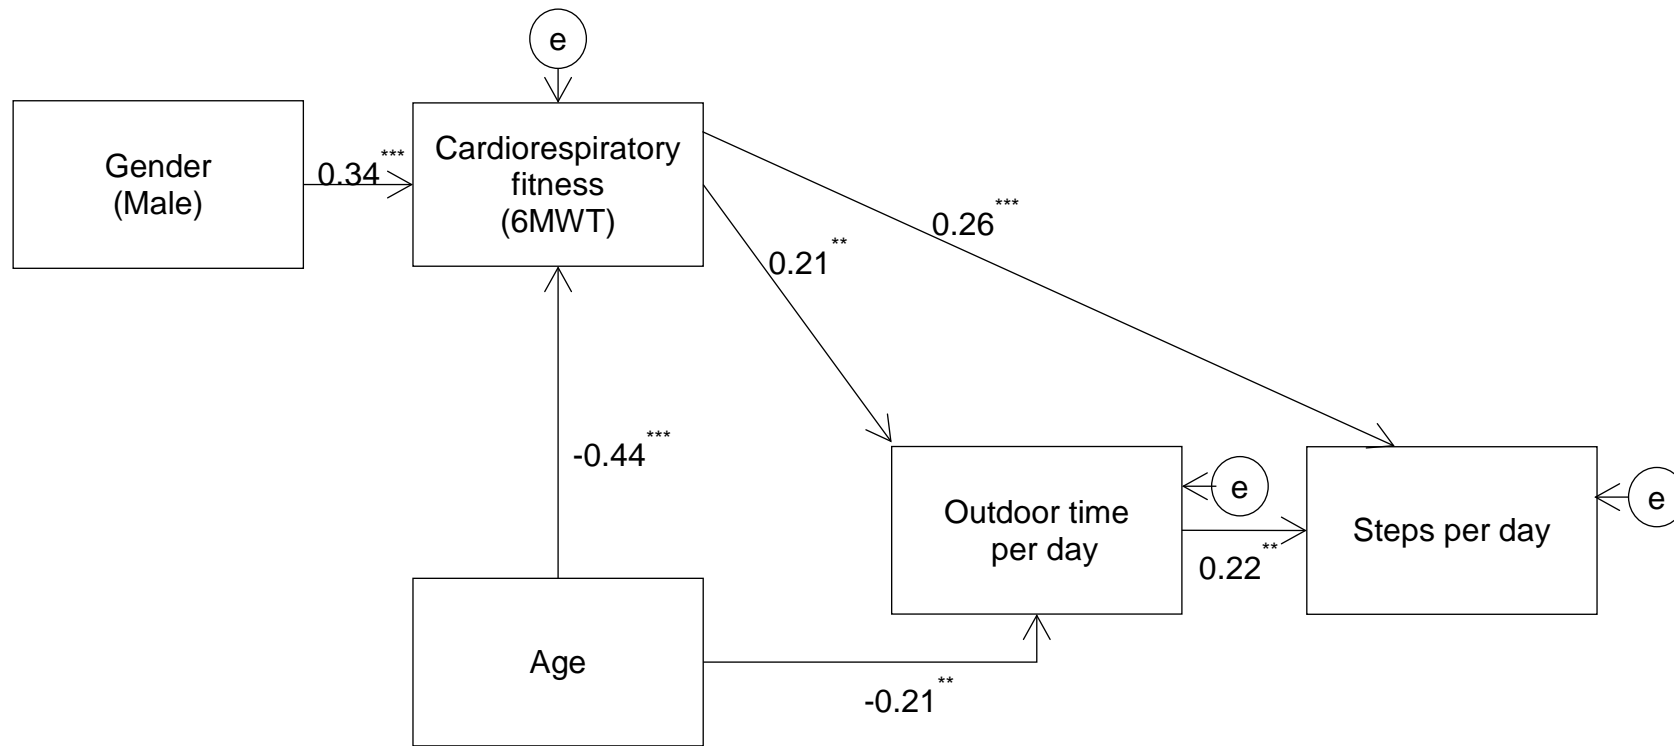 e
Gender
(Male)
0.34***
Cardiorespiratory
fitness
(6MWT)
0.26***
0.21**
-0.44***
Outdoor time
per day
e
0.22**
Steps per day
e
Age
-0.21**